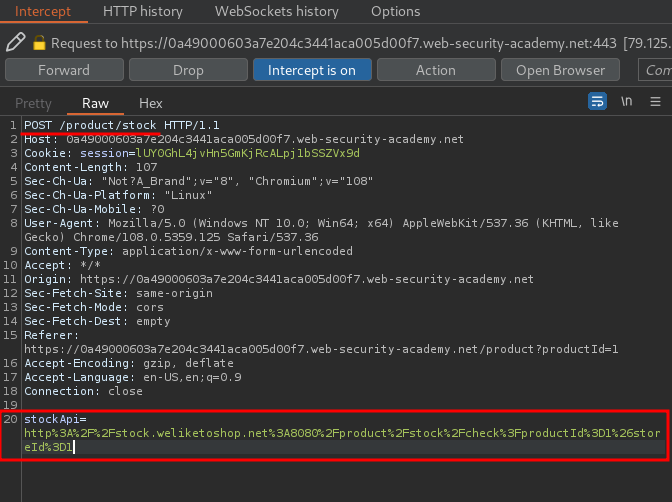 Intercept HTTP history WebSockets history Options
Request to https://0a49000603a7e204c3441aca005d00f7.web-security-academy.net:443 [79.125.
Forward Drop Intercept is on Action Open Browser Com
Pretty Raw Hex \n
1 POST /product/stock HTTP/1.1
2 Host: 0a49000603a7e204c3441aca005d00f7.web-security-academy.net
3 Cookie: session=lUY0GhL4jvHn5GmKjRcALpj1bSSZVx9d
4 Content-Length: 107
5 Sec-Ch-Ua: "Not?A_Brand";v="8", "Chromium";v="108"
6 Sec-Ch-Ua-Platform: "Linux"
7 Sec-Ch-Ua-Mobile: ?0
8 User-Agent: Mozilla/5.0 (Windows NT 10.0; Win64; x64) AppleWebKit/537.36 (KHTML, like
Gecko) Chrome/108.0.5359.125 Safari/537.36
9 Content-Type: application/x-www-form-urlencoded
10 Accept: */*
11 Origin: https://0a49000603a7e204c3441aca005d00f7.web-security-academy.net
12 Sec-Fetch-Site: same-origin
13 Sec-Fetch-Mode: cors
14 Sec-Fetch-Dest: empty
15 Referer:
https://0a49000603a7e204c3441aca005d00f7.web-security-academy.net/product?productId=1
16 Accept-Encoding: gzip, deflate
17 Accept-Language: en-US,en;q=0.9
18 Connection: close
19
20 stockApi=
http%3A%2F%2Fstock.weliketoshop.net%3A8080%2Fproduct%2Fstock%2Fcheck%3FproductId%3D1%26stor
eId%3D1